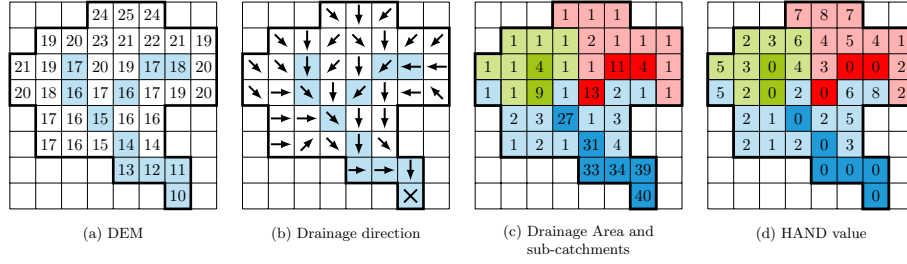 24 25 24
19 20 23 21 22 21 19
21 19 17 20 19 17 18 20
20 18 16 17 16 17 19 20
17 16 15 16 16
17 16 15 14 14
13 12 11
10
(a) DEM
(b) Drainage direction
1 1 1
1 1 1 2 1 1 1
1 1 4 1 1 11 4 1
1 1 9 1 13 2 1 1
2 3 27 1 3
1 2 1 31 4
33 34 39
40
(c) Drainage Area and
sub-catchments
7 8 7
2 3 6 4 5 4 1
5 3 0 4 3 0 0 2
5 2 0 2 0 6 8 2
2 1 0 2 5
2 1 2 0 3
0 0 0
0
(d) HAND value